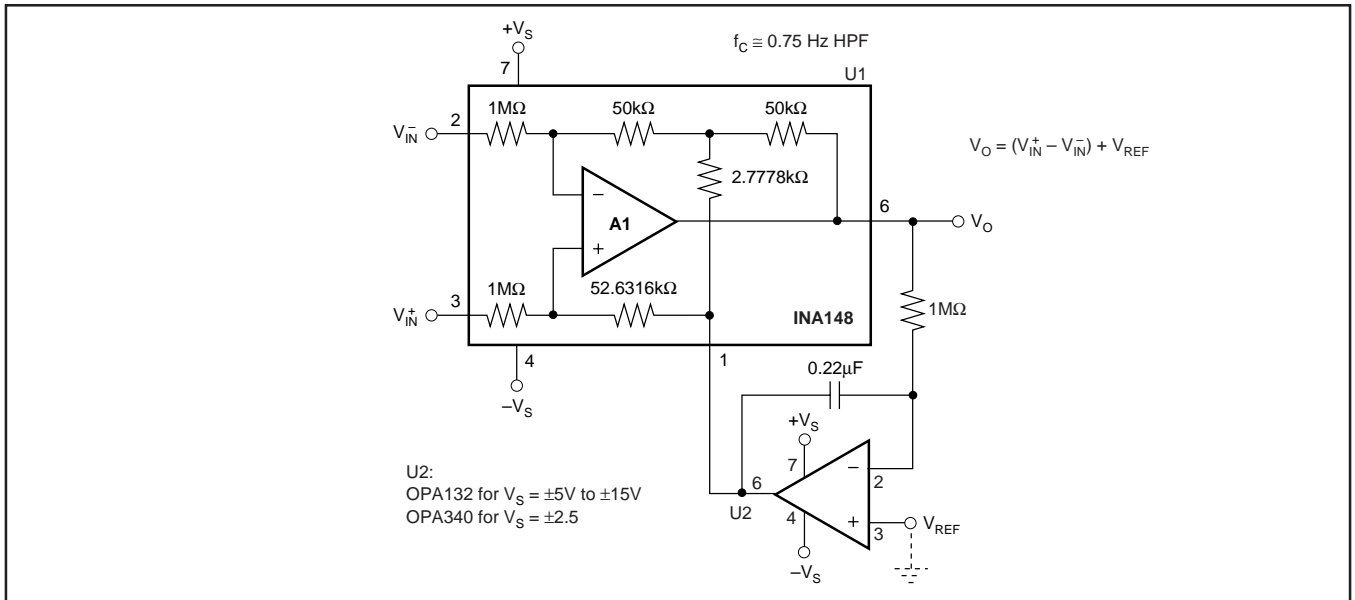 +V_S
f_C ≅ 0.75 Hz HPF
7
U1
1MΩ
50kΩ
50kΩ
2
V_IN^–
V_O = (V_IN^+ – V_IN^–) + V_REF
2.7778kΩ
–
A1
+
6
V_O
1MΩ
52.6316kΩ
3
V_IN^+
INA148
1MΩ
4
1
–V_S
0.22μF
+V_S
7
–
2
6
U2:
OPA132 for V_S = ±5V to ±15V
OPA340 for V_S = ±2.5
U2
4
+
3
V_REF
–V_S